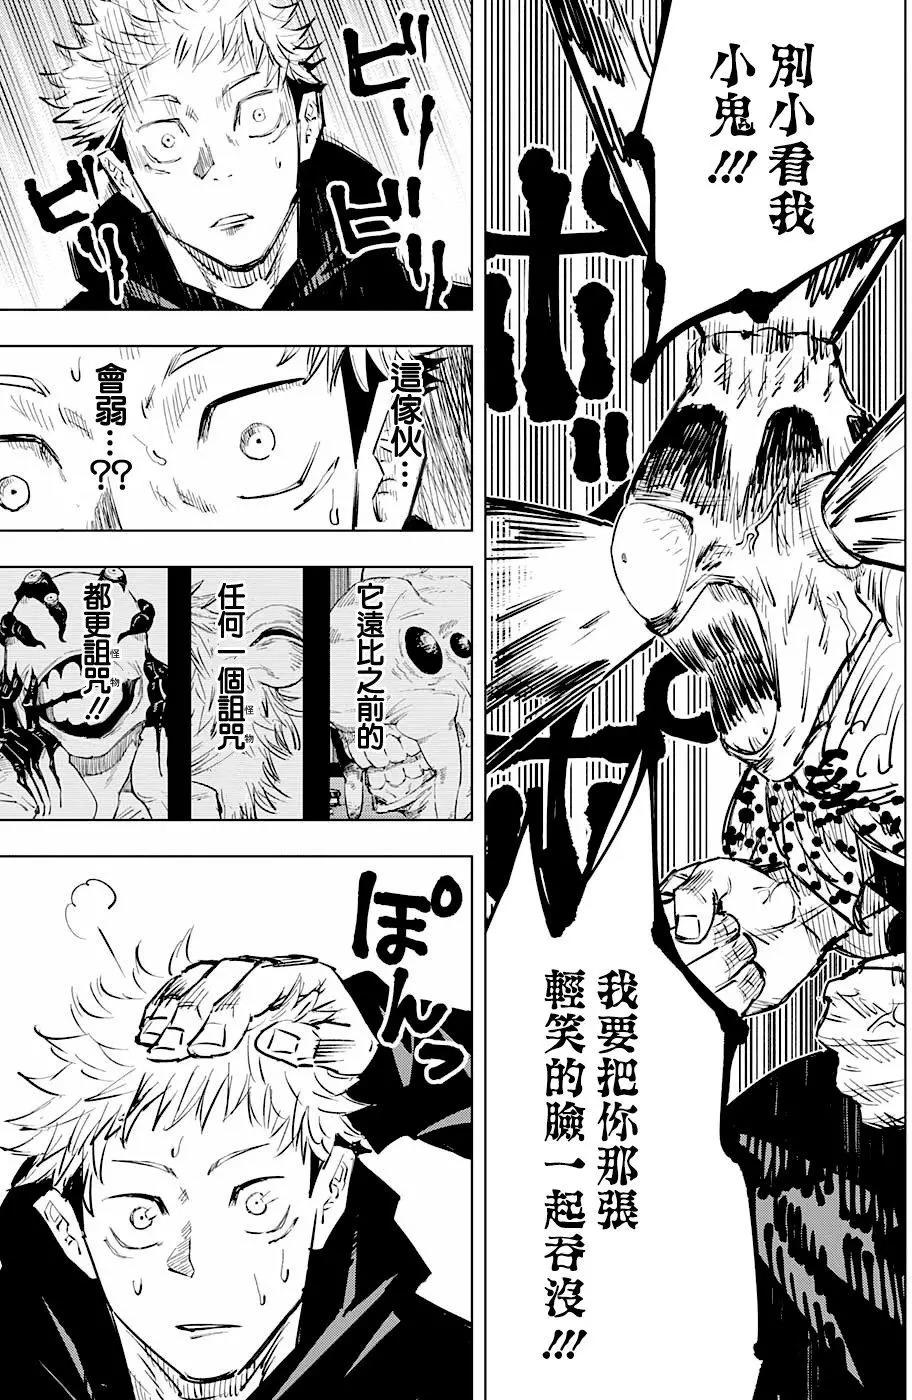 別小看我
小鬼!!!
ボ
ボ
我要把你那張
輕笑的臉一起吞沒!!!
ビリ
ビリ
ビリ
這傢伙…
會弱…??
它遠比之前的
任何一個詛咒
怪物
都更詛咒!!
怪物
ぽんっ